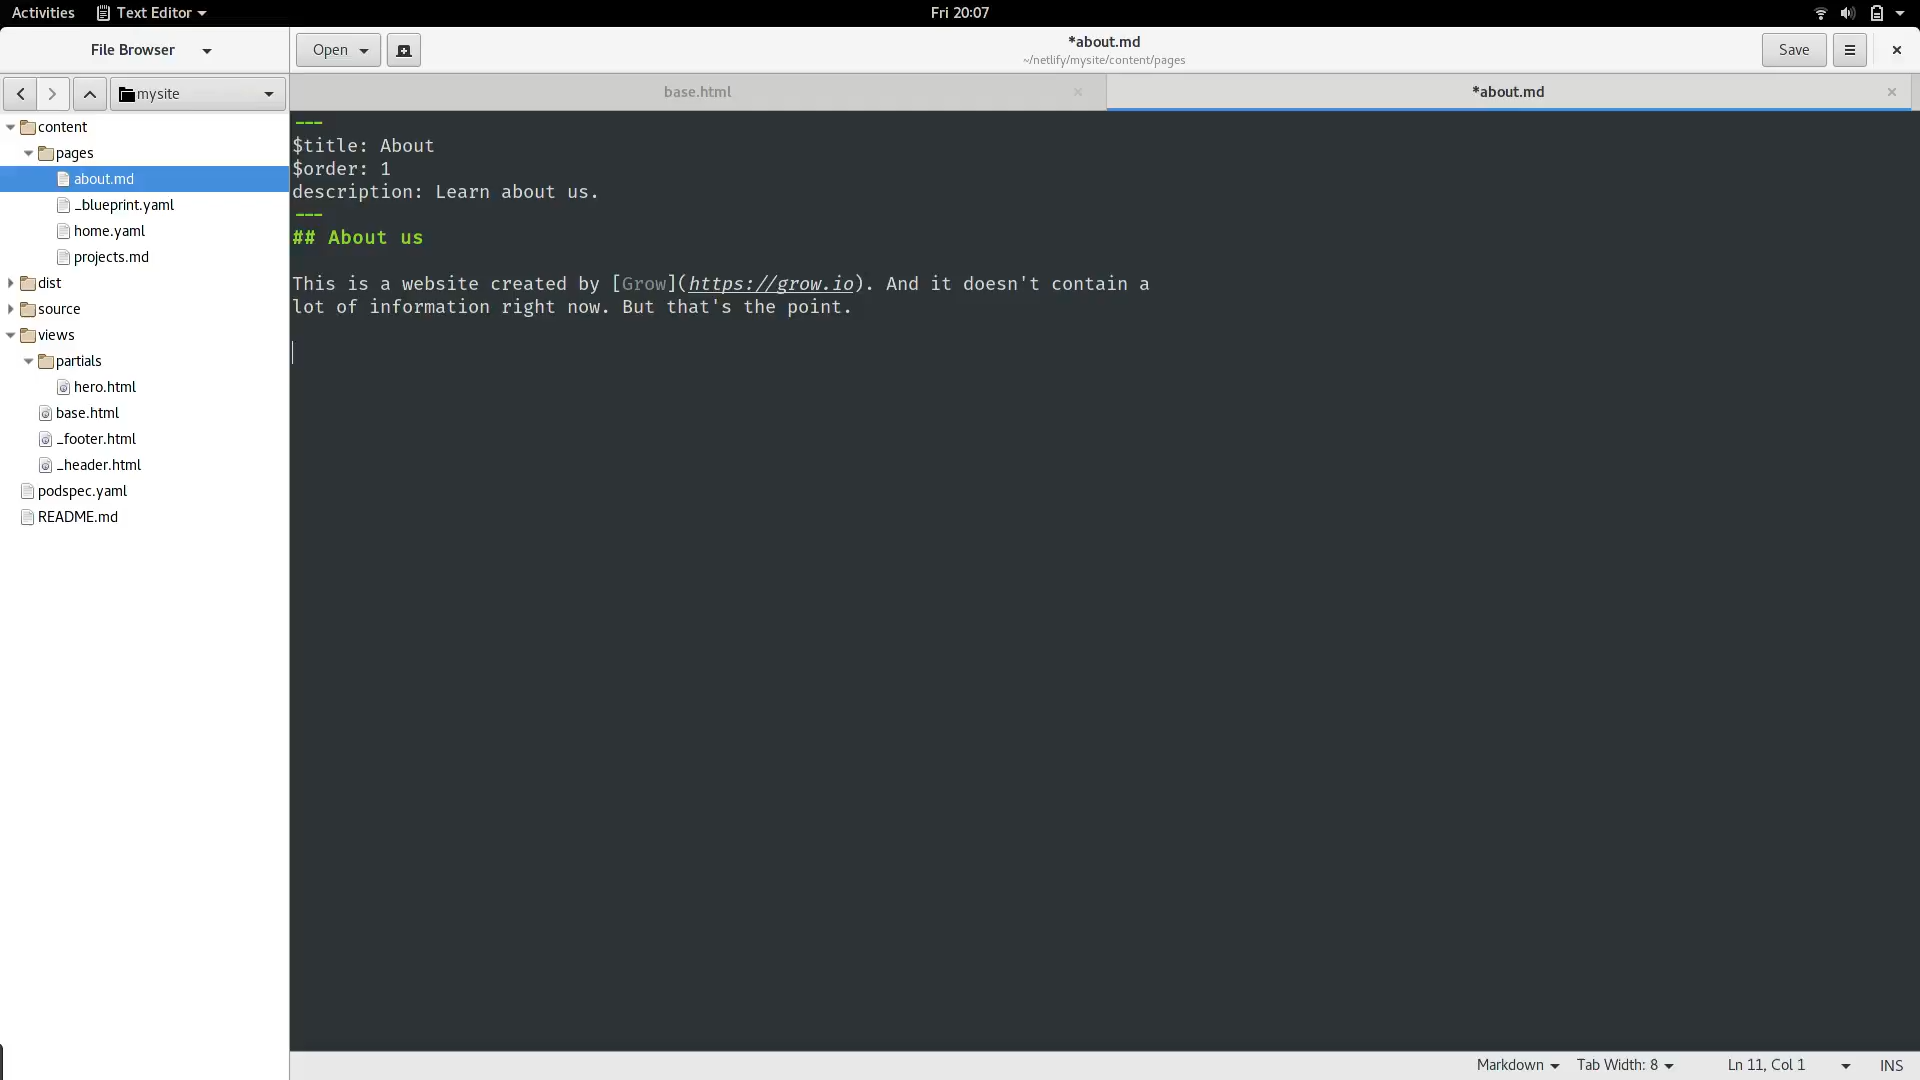 Activities Text Editor Fri 20:07
File Browser Open *about.md Save
~/netlify/mysite/content/pages
mysite base.html *about.md
content
pages
about.md
_blueprint.yaml
home.yaml
projects.md
dist
source
views
partials
hero.html
base.html
_footer.html
_header.html
podspec.yaml
README.md
---
$title: About
$order: 1
description: Learn about us.
---
## About us
This is a website created by [Grow](https://grow.io). And it doesn't contain a
lot of information right now. But that's the point.
Markdown Tab Width: 8 Ln 11, Col 1 INS